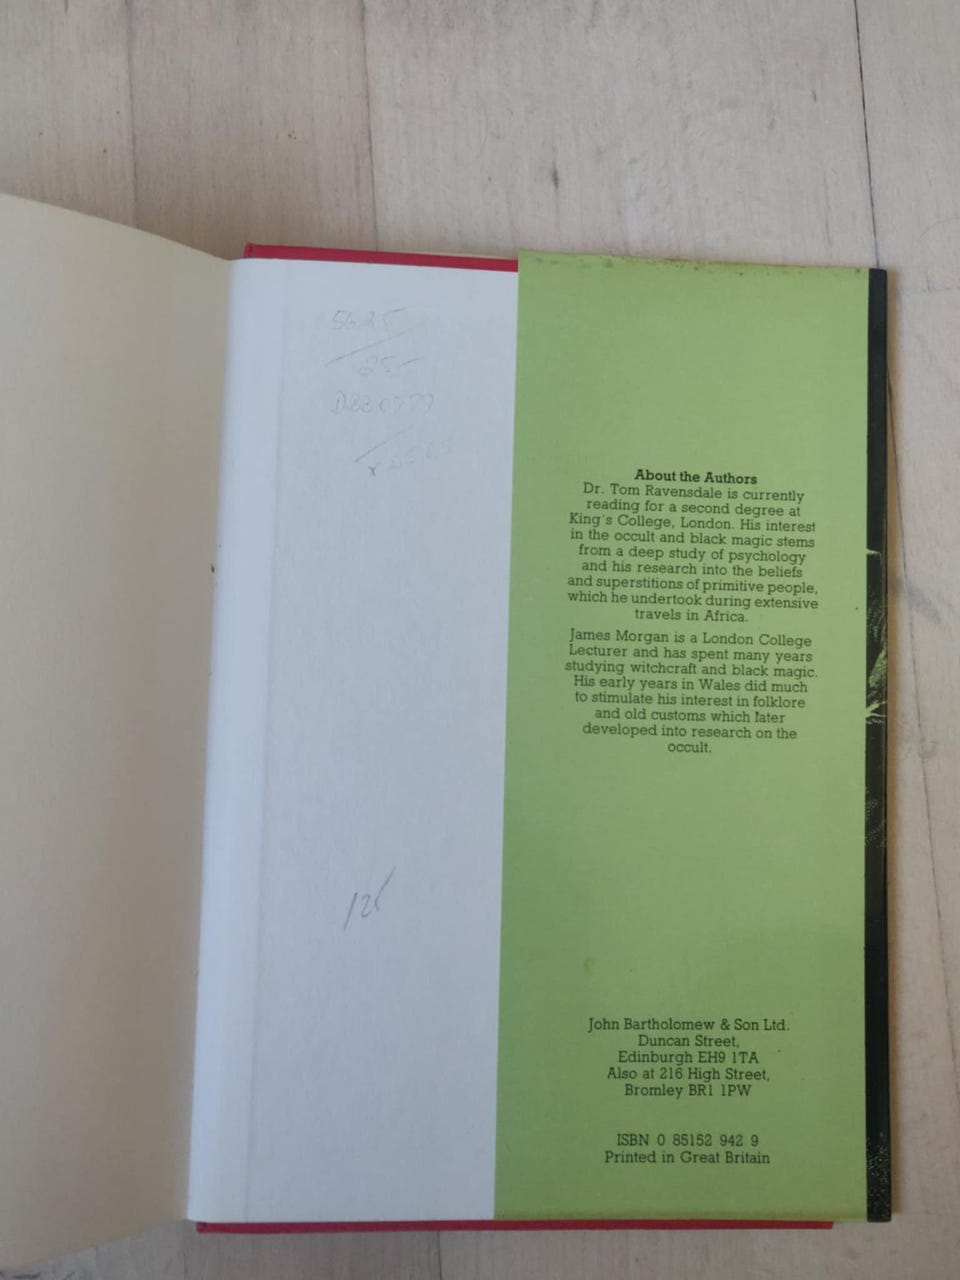 5625
25-
12
About the Authors
Dr. Tom Ravensdale is currently
reading for a second degree at
King's College, London. His interest
in the occult and black magic stems
from a deep study of psychology
and his research into the beliefs
and superstitions of primitive people,
which he undertook during extensive
travels in Africa.
James Morgan is a London College
Lecturer and has spent many years
studying witchcraft and black magic.
His early years in Wales did much
to stimulate his interest in folklore
and old customs which later
developed into research on the
occult.
John Bartholomew & Son Ltd.
Duncan Street,
Edinburgh EH9 1TA
Also at 216 High Street,
Bromley BR1 1PW
ISBN 0 85152 942 9
Printed in Great Britain